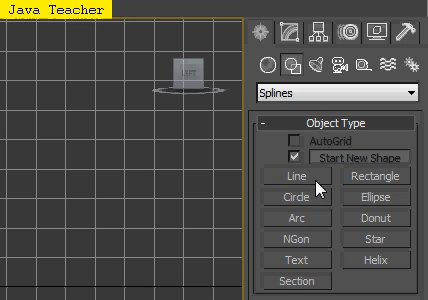 Java Teacher
LEFT
Splines
- Object Type
AutoGrid
Start New Shape
Line Rectangle
Circle Ellipse
Arc Donut
NGon Star
Text Helix
Section